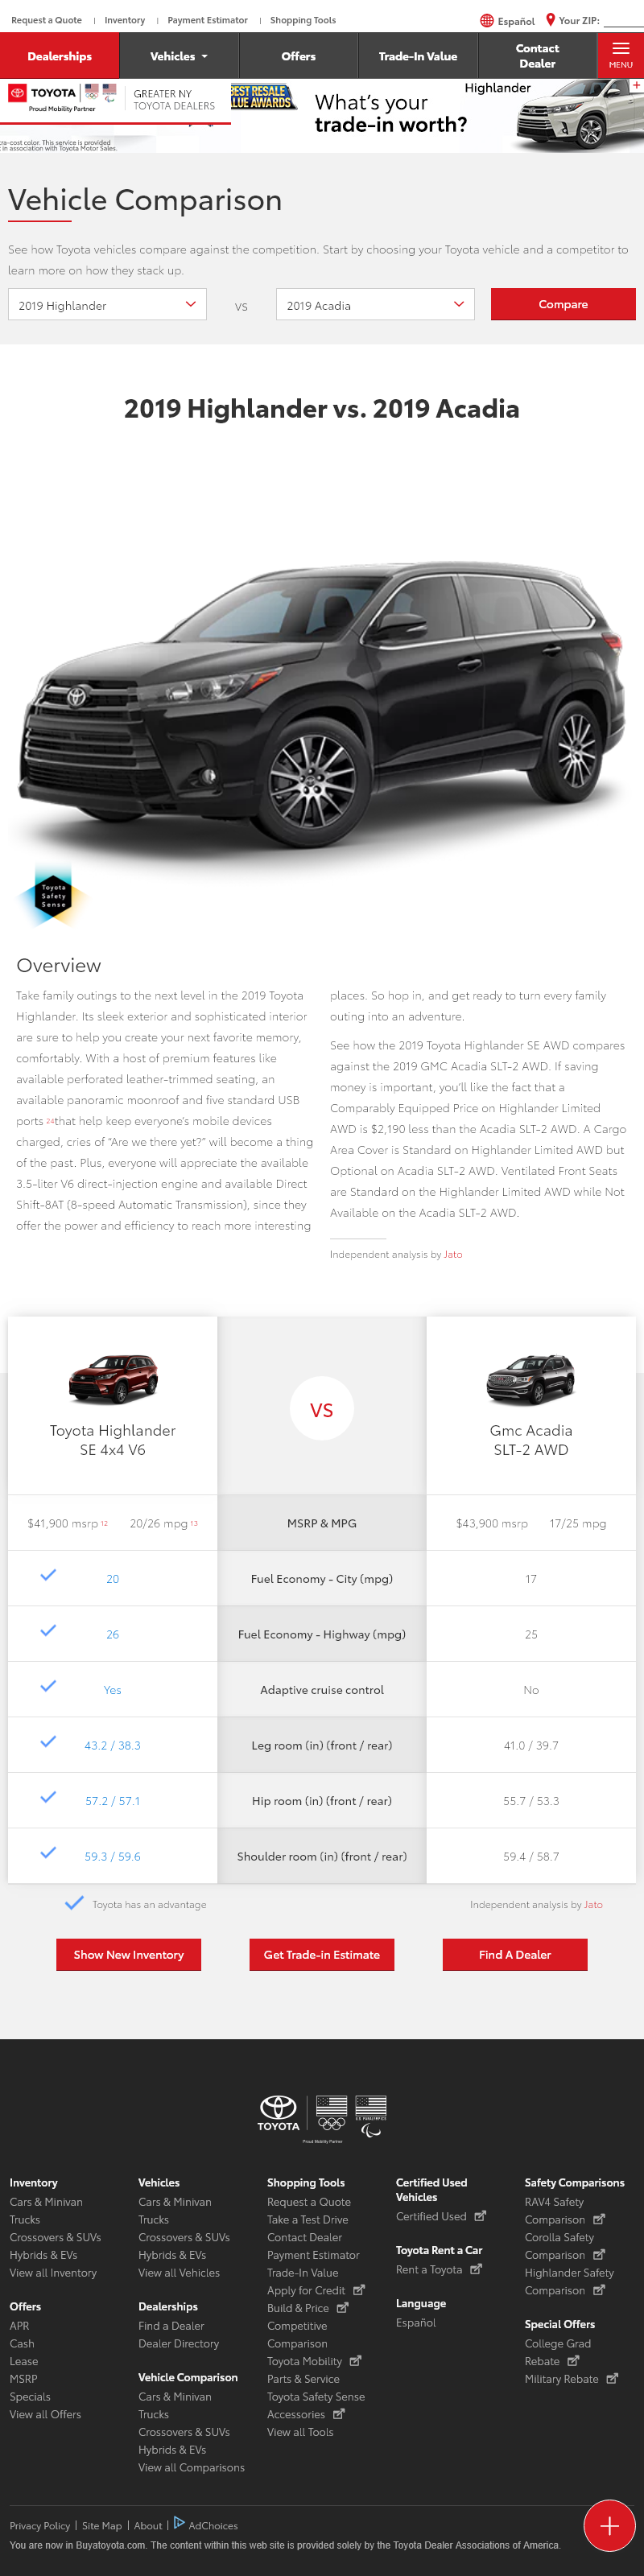 Request a Quote | Inventory | Payment Estimator | Shopping Tools
Español
Your ZIP:
Dealerships
Vehicles
Offers
Trade-In Value
Contact
Dealer
MENU
TOYOTA
Proud Mobility Partner
GREATER NY
TOYOTA DEALERS
BEST RESALE
VALUE AWARDS
What's your
trade-in worth?
Highlander
tra-cost color. This service is provided
in association with Toyota Motor Sales.
Vehicle Comparison
See how Toyota vehicles compare against the competition. Start by choosing your Toyota vehicle and a competitor to
learn more on how they stack up.
2019 Highlander
VS
2019 Acadia
Compare
2019 Highlander vs. 2019 Acadia
Toyota
Safety
Sense
Overview
Take family outings to the next level in the 2019 Toyota
Highlander. Its sleek exterior and sophisticated interior
are sure to help you create your next favorite memory,
comfortably. With a host of premium features like
available perforated leather-trimmed seating, an
available panoramic moonroof and five standard USB
ports 24that help keep everyone's mobile devices
charged, cries of "Are we there yet?" will become a thing
of the past. Plus, everyone will appreciate the available
3.5-liter V6 direct-injection engine and available Direct
Shift-8AT (8-speed Automatic Transmission), since they
offer the power and efficiency to reach more interesting
places. So hop in, and get ready to turn every family
outing into an adventure.
See how the 2019 Toyota Highlander SE AWD compares
against the 2019 GMC Acadia SLT-2 AWD. If saving
money is important, you'll like the fact that a
Comparably Equipped Price on Highlander Limited
AWD is $2,190 less than the Acadia SLT-2 AWD. A Cargo
Area Cover is Standard on Highlander Limited AWD but
Optional on Acadia SLT-2 AWD. Ventilated Front Seats
are Standard on the Highlander Limited AWD while Not
Available on the Acadia SLT-2 AWD.
Independent analysis by Jato
Toyota Highlander
SE 4x4 V6
VS
Gmc Acadia
SLT-2 AWD
$41,900 msrp 12 20/26 mpg 13
MSRP & MPG
$43,900 msrp 17/25 mpg
20
Fuel Economy - City (mpg)
17
26
Fuel Economy - Highway (mpg)
25
Yes
Adaptive cruise control
No
43.2 / 38.3
Leg room (in) (front / rear)
41.0 / 39.7
57.2 / 57.1
Hip room (in) (front / rear)
55.7 / 53.3
59.3 / 59.6
Shoulder room (in) (front / rear)
59.4 / 58.7
Toyota has an advantage
Independent analysis by Jato
Show New Inventory
Get Trade-in Estimate
Find A Dealer
TOYOTA
U.S. PARALYMPICS
Proud Mobility Partner
Inventory
Cars & Minivan
Trucks
Crossovers & SUVs
Hybrids & EVs
View all Inventory
Offers
APR
Cash
Lease
MSRP
Specials
View all Offers
Vehicles
Cars & Minivan
Trucks
Crossovers & SUVs
Hybrids & EVs
View all Vehicles
Dealerships
Find a Dealer
Dealer Directory
Vehicle Comparison
Cars & Minivan
Trucks
Crossovers & SUVs
Hybrids & EVs
View all Comparisons
Shopping Tools
Request a Quote
Take a Test Drive
Contact Dealer
Payment Estimator
Trade-In Value
Apply for Credit
Build & Price
Competitive
Comparison
Toyota Mobility
Parts & Service
Toyota Safety Sense
Accessories
View all Tools
Certified Used
Vehicles
Certified Used
Toyota Rent a Car
Rent a Toyota
Language
Español
Safety Comparisons
RAV4 Safety
Comparison
Corolla Safety
Comparison
Highlander Safety
Comparison
Special Offers
College Grad
Rebate
Military Rebate
Privacy Policy | Site Map | About | AdChoices
You are now in Buyatoyota.com. The content within this web site is provided solely by the Toyota Dealer Associations of America.